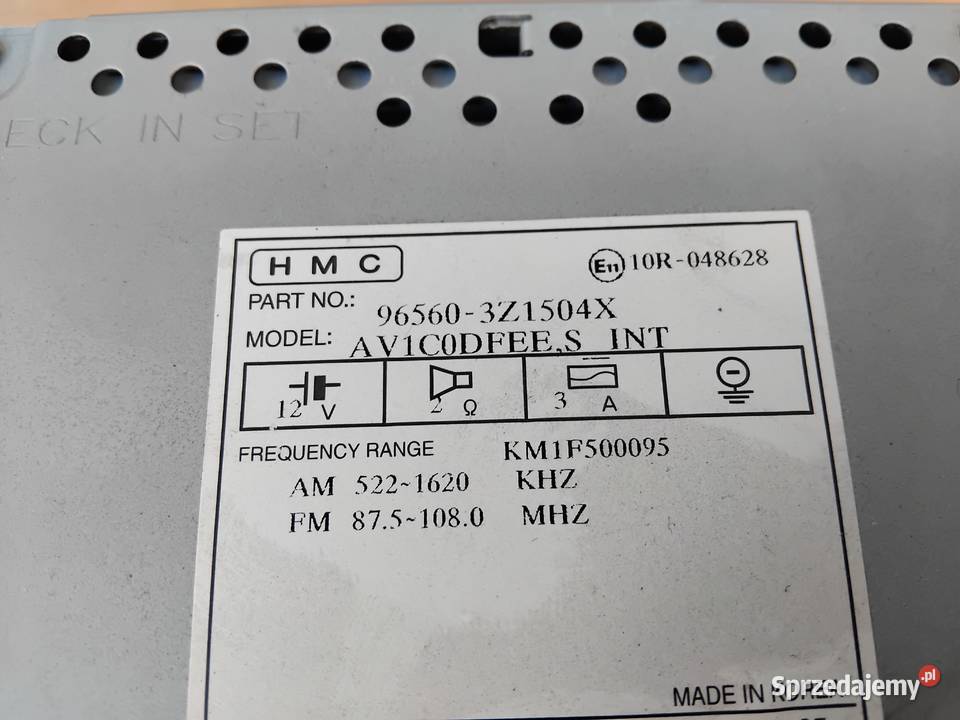 ECK IN SET
HMC
E11 10R-048628
PART NO.: 96560-3Z1504X
MODEL: AV1C0DFEE,S INT
12 V 2 Ω 3 A
FREQUENCY RANGE KM1F500095
AM 522~1620 KHZ
FM 87.5~108.0 MHZ
MADE IN KOREA
Sprzedajemy.pl